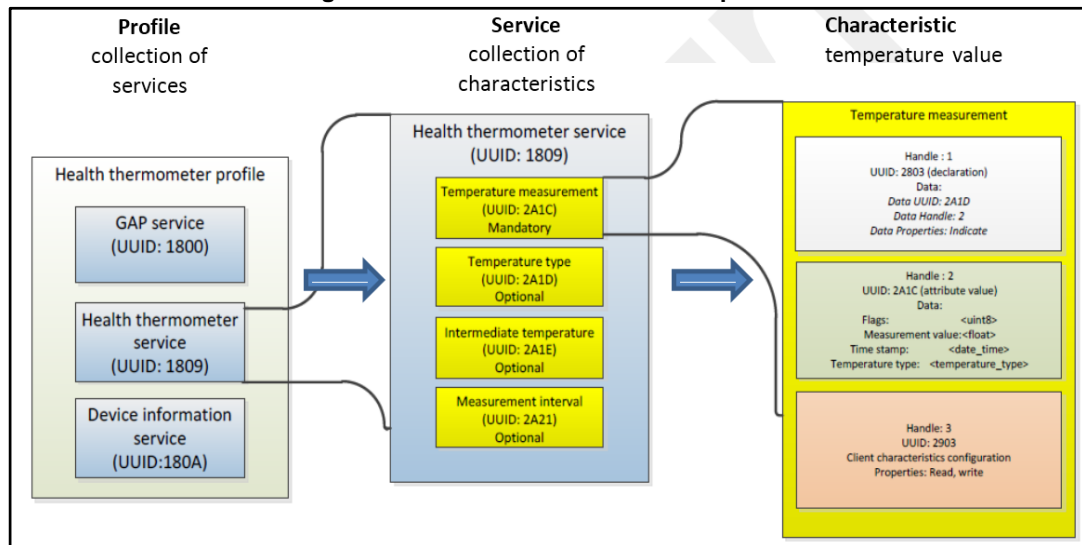 Profile
collection of
services
Service
collection of
characteristics
Characteristic
temperature value
Health thermometer profile
GAP service
(UUID: 1800)
Health thermometer
service
(UUID: 1809)
Device information
service
(UUID:180A)
Health thermometer service
(UUID: 1809)
Temperature measurement
(UUID: 2A1C)
Mandatory
Temperature type
(UUID: 2A1D)
Optional
Intermediate temperature
(UUID: 2A1E)
Optional
Measurement interval
(UUID: 2A21)
Optional
Temperature measurement
Handle : 1
UUID: 2803 (declaration)
Data:
Data UUID: 2A1D
Data Handle: 2
Data Properties: Indicate
Handle : 2
UUID: 2A1C (attribute value)
Data:
Flags: <uint8>
Measurement value:<float>
Time stamp: <date_time>
Temperature type: <temperature_type>
Handle: 3
UUID: 2903
Client characteristics configuration
Properties: Read, write